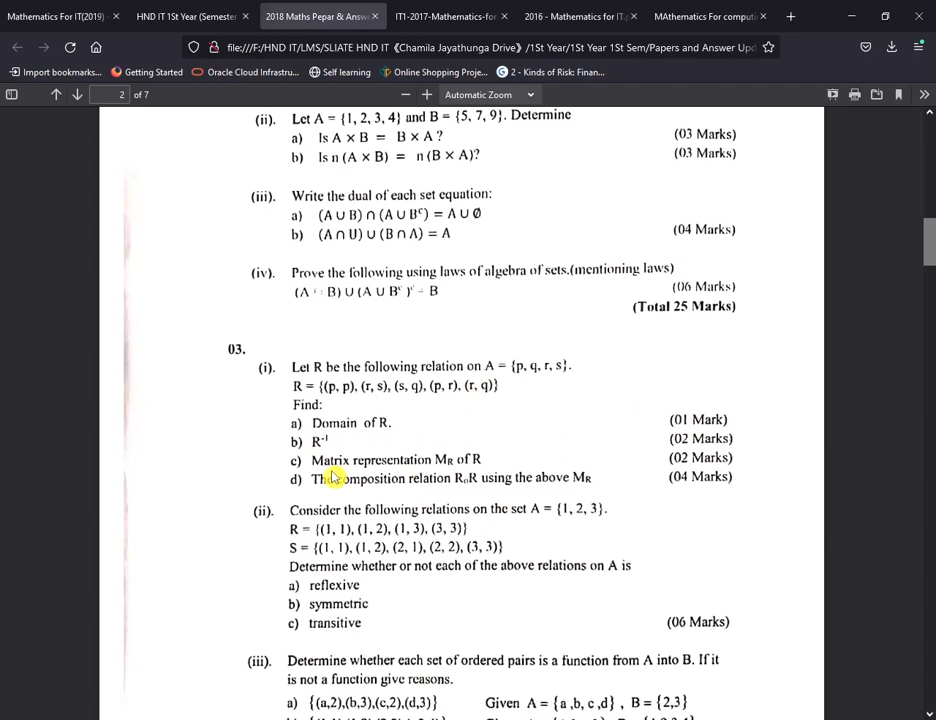 Mathematics For IT(2019)
HND IT 1St Year (Semester
2018 Maths Pepar & Answe
IT1-2017-Mathematics-for-
2016 - Mathematics for IT.p
MAthematics For computi
file:///F:/HND IT/LMS/SLIATE HND IT 《Chamila Jayathunga Drive》/1St Year/1St Year 1St Sem/Papers and Answer Upd
Import bookmarks...
Getting Started
Oracle Cloud Infrastru...
Self learning
Online Shopping Proje...
2 - Kinds of Risk: Finan...
2 of 7
Automatic Zoom
(ii). Let A = {1, 2, 3, 4} and B = {5, 7, 9}. Determine
a) Is A × B = B × A ? (03 Marks)
b) Is n (A × B) = n (B × A)? (03 Marks)
(iii). Write the dual of each set equation:
a) (A ∪ B) ∩ (A ∪ Bᶜ) = A ∪ Ø
b) (A ∩ U) ∪ (B ∩ A) = A (04 Marks)
(iv). Prove the following using laws of algebra of sets.(mentioning laws)
(A B) ∪ (A ∪ Bᶜ ) = B (06 Marks)
(Total 25 Marks)
03.
(i). Let R be the following relation on A = {p, q, r, s}.
R = {(p, p), (r, s), (s, q), (p, r), (r, q)}
Find:
a) Domain of R. (01 Mark)
b) R⁻¹ (02 Marks)
c) Matrix representation MR of R (02 Marks)
d) The composition relation RₒR using the above MR (04 Marks)
(ii). Consider the following relations on the set A = {1, 2, 3}.
R = {(1, 1), (1, 2), (1, 3), (3, 3)}
S = {(1, 1), (1, 2), (2, 1), (2, 2), (3, 3)}
Determine whether or not each of the above relations on A is
a) reflexive
b) symmetric
c) transitive (06 Marks)
(iii). Determine whether each set of ordered pairs is a function from A into B. If it
is not a function give reasons.
a) {(a,2),(b,3),(c,2),(d,3)} Given A = {a ,b, c ,d} , B = {2,3}